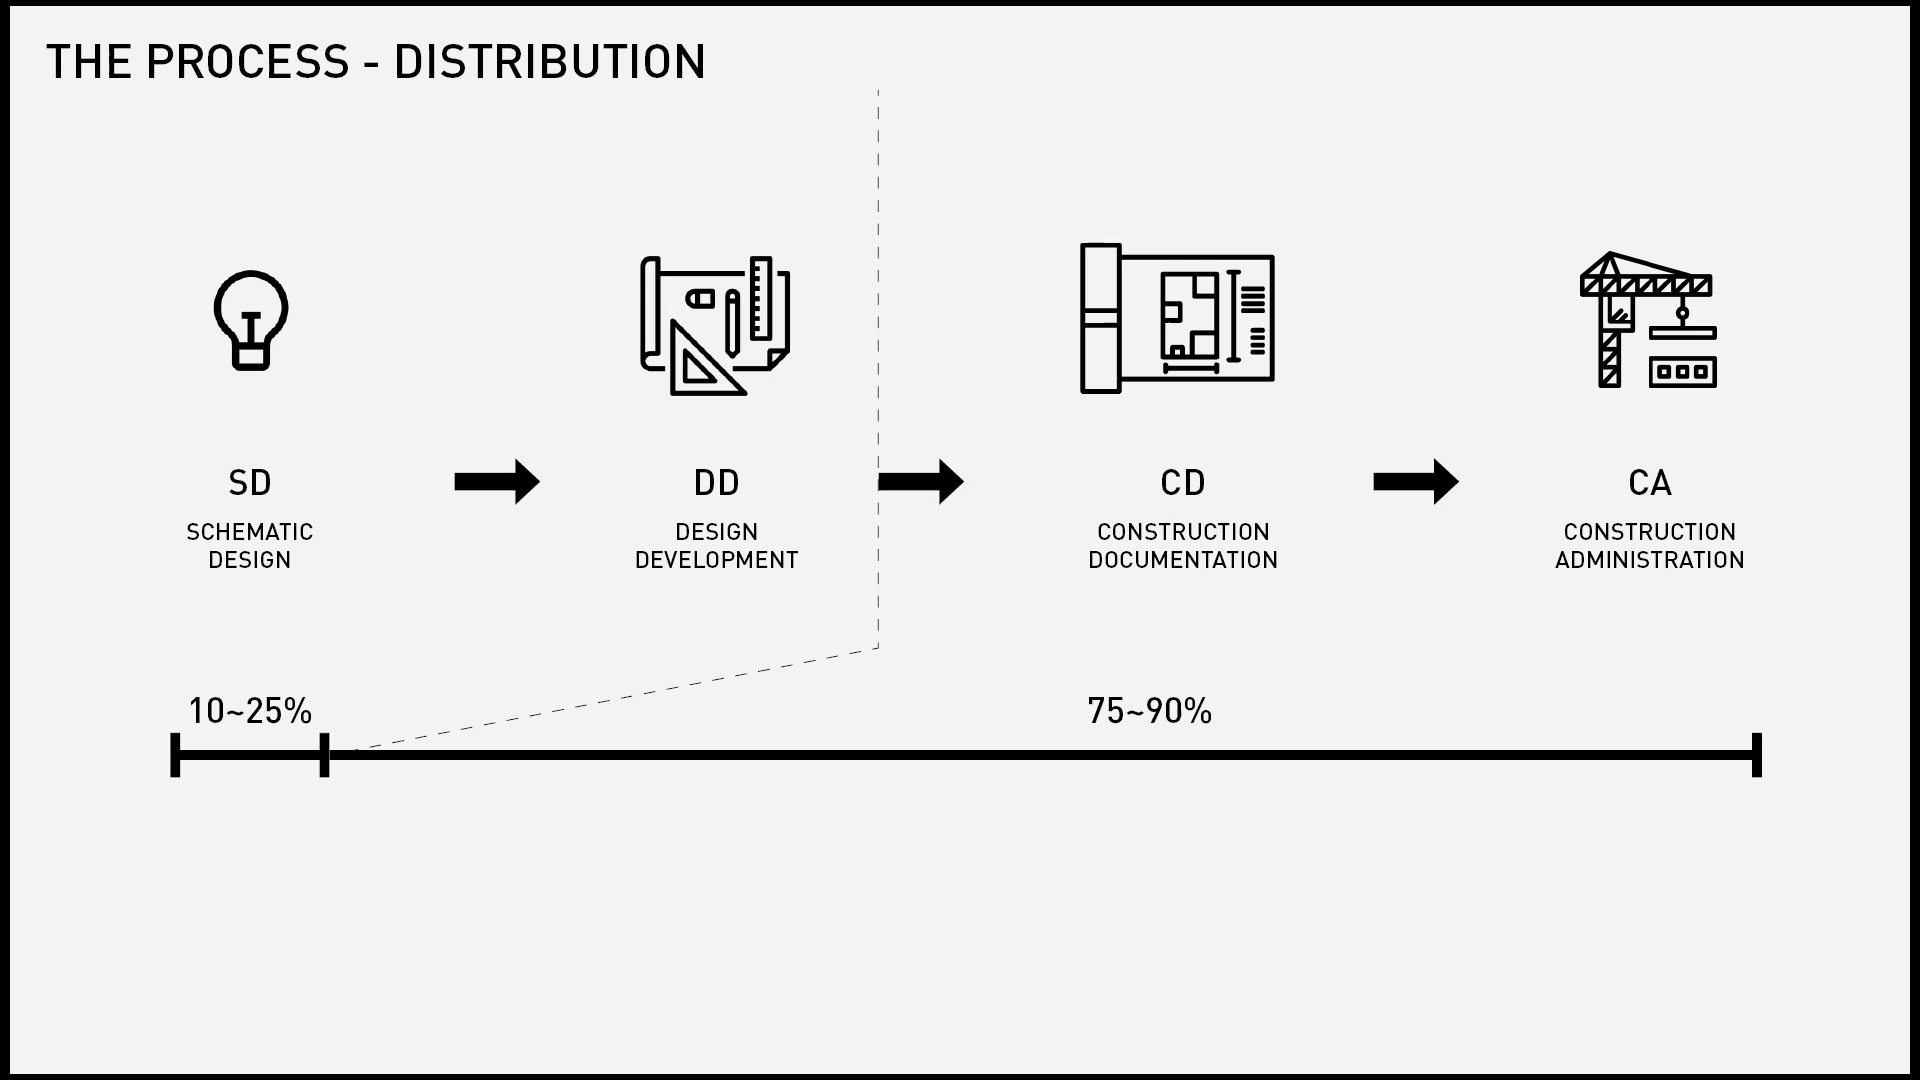 THE PROCESS - DISTRIBUTION
SD
SCHEMATIC
DESIGN
DD
DESIGN
DEVELOPMENT
CD
CONSTRUCTION
DOCUMENTATION
CA
CONSTRUCTION
ADMINISTRATION
10~25%
75~90%